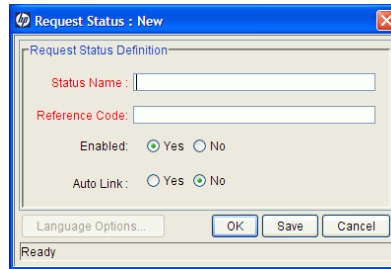 hp Request Status : New
Request Status Definition
Status Name :
Reference Code:
Enabled: Yes No
Auto Link : Yes No
Language Options... OK Save Cancel
Ready